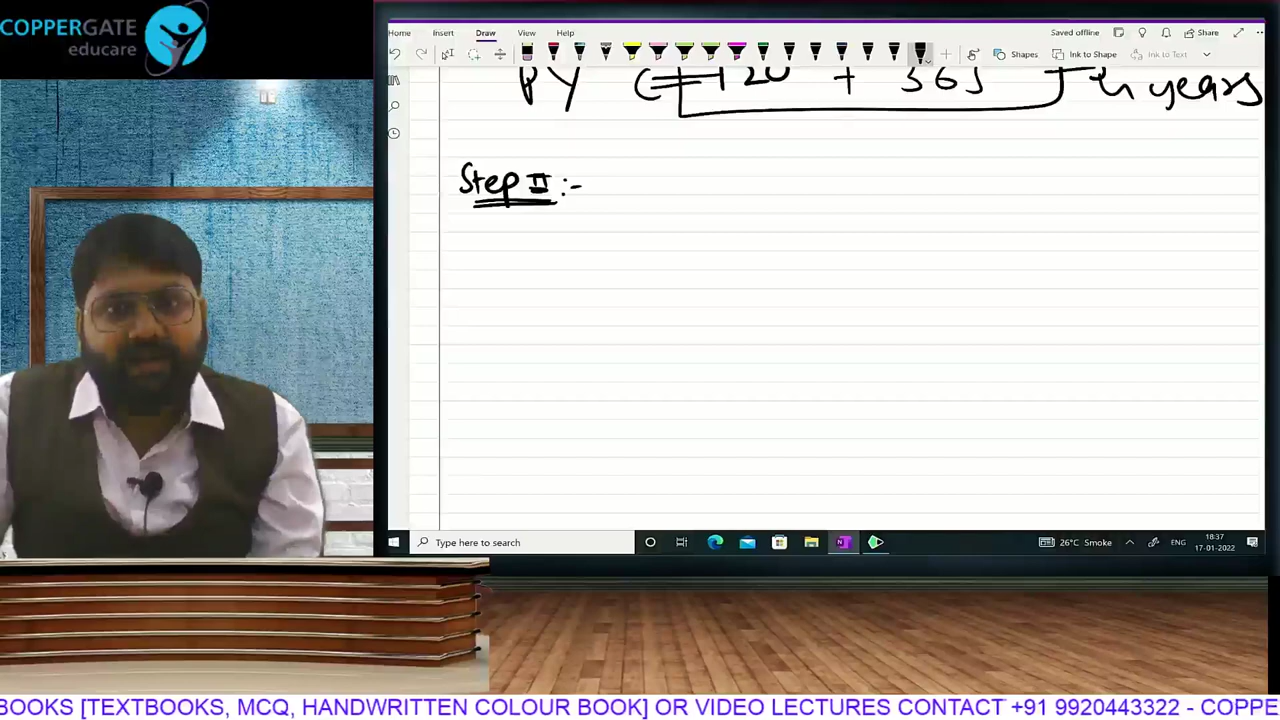 COPPERGATE
educare
Home Insert Draw View Help
Saved offline
Share
Shapes
Ink to Shape
Ink to Text
PY 120 + 365 4 years
Step II :-
Type here to search
26°C Smoke
ENG
18:37
17-01-2022
BOOKS [TEXTBOOKS, MCQ, HANDWRITTEN COLOUR BOOK] OR VIDEO LECTURES CONTACT +91 9920443322 - COPPE